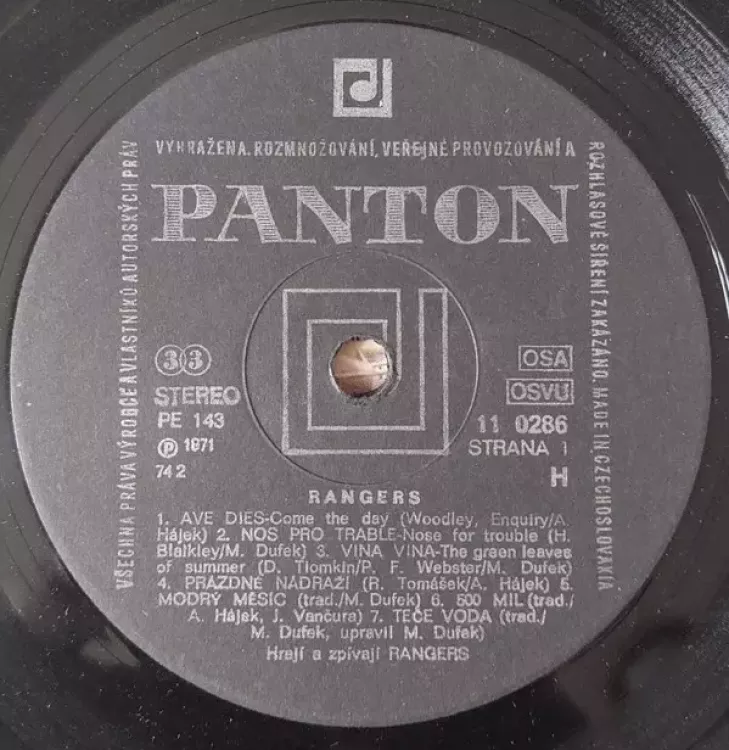 VYHRAŽENA. ROZMNOŽOVÁNÍ, VEŘEJNÉ PROVOZOVÁNÍ A
ROZHLASOVÉ ŠÍŘENÍ ZAKÁZÁNO. MADE IN CZECHOSLOVAKIA
VŠECHNA PRÁVA VÝROBCE A VLASTNÍKŮ AUTORSKÝCH PRÁV
PANTON
33
STEREO
PE 143
Ⓟ 1971
74 2
OSA
OSVU
11 0286
STRANA 1
H
RANGERS
1. AVE DIES-Come the day (Woodley, Enquiry/A.
Hájek) 2. NOS PRO TRABLE-Nose for trouble (H.
Blaikley/M. Dufek) 3. VINA VINA-The green leaves
of summer (D. Tiomkin/P. F. Webster/M. Dufek)
4. PRÁZDNÉ NÁDRAŽÍ (R. Tomášek/A. Hájek) 5.
MODRÝ MĚSÍC (trad./M. Dufek) 6. 500 MIL (trad./
A. Hájek, J. Vančura) 7. TEČE VODA (trad./
M. Dufek, upravil M. Dufek)
Hrají a zpívají RANGERS